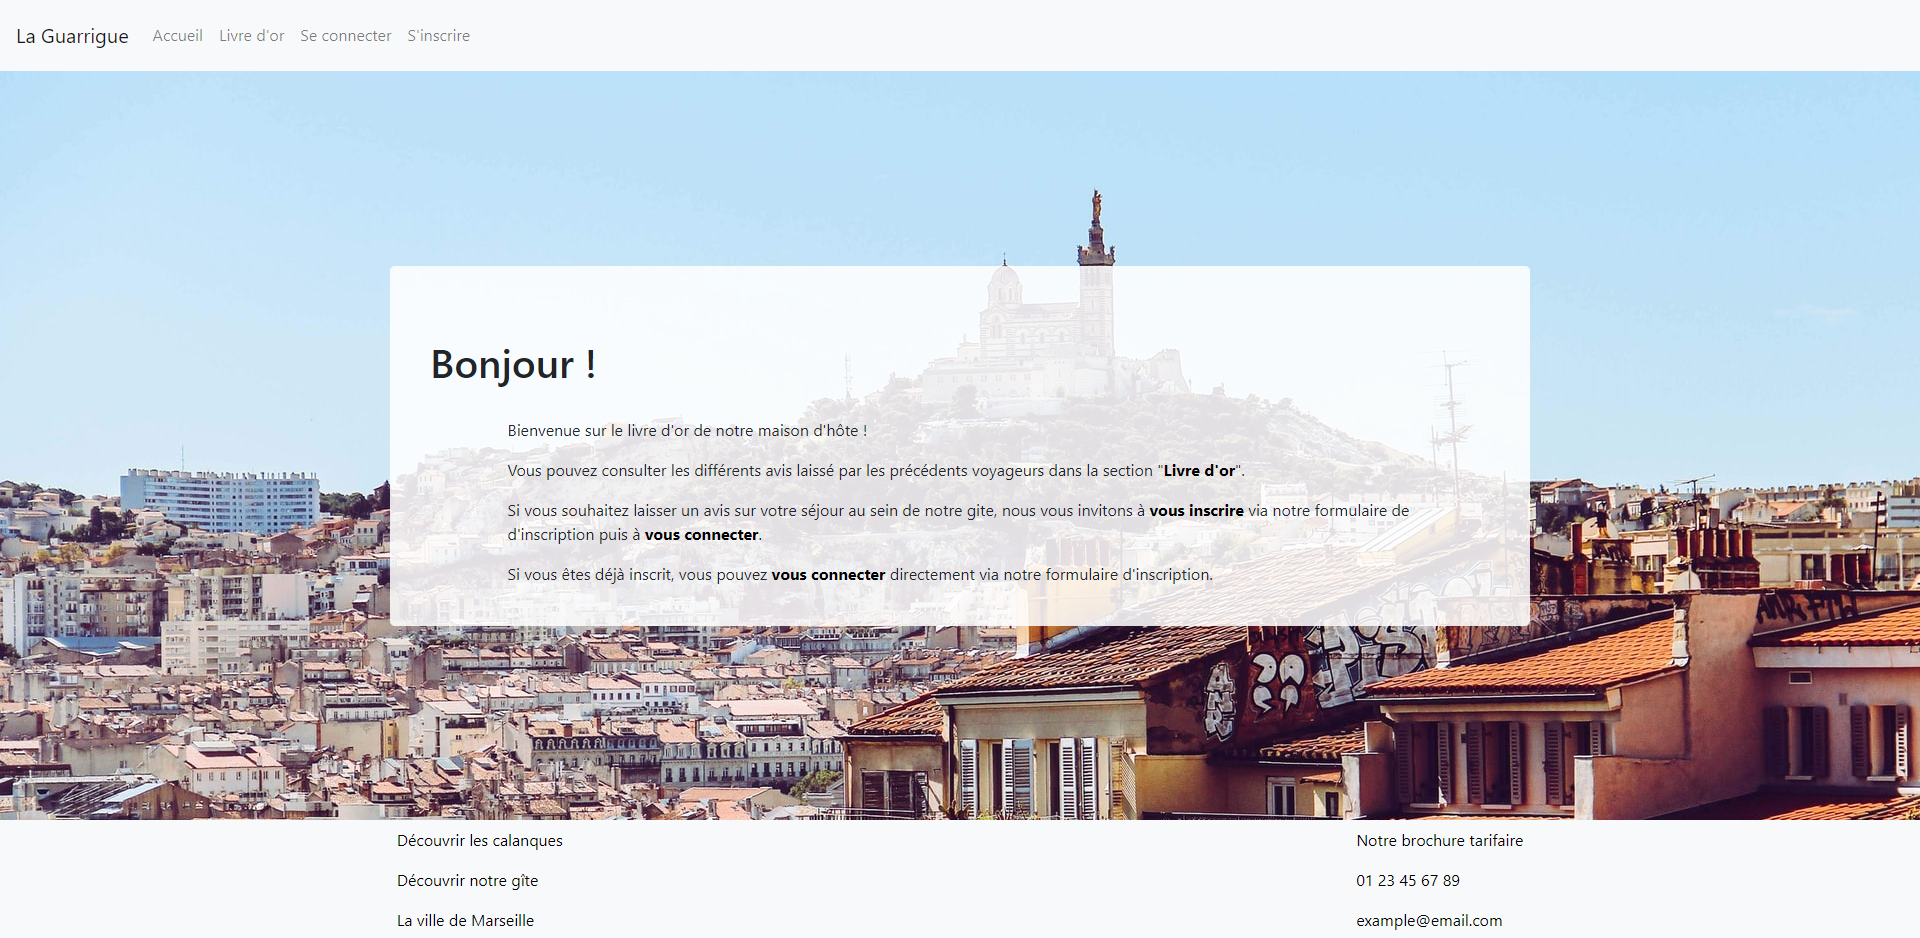 La Guarrigue Accueil Livre d'or Se connecter S'inscrire
Bonjour !
Bienvenue sur le livre d'or de notre maison d'hôte !
Vous pouvez consulter les différents avis laissé par les précédents voyageurs dans la section "Livre d'or".
Si vous souhaitez laisser un avis sur votre séjour au sein de notre gite, nous vous invitons à vous inscrire via notre formulaire de
d'inscription puis à vous connecter.
Si vous êtes déjà inscrit, vous pouvez vous connecter directement via notre formulaire d'inscription.
Découvrir les calanques
Découvrir notre gîte
La ville de Marseille
Notre brochure tarifaire
01 23 45 67 89
example@email.com